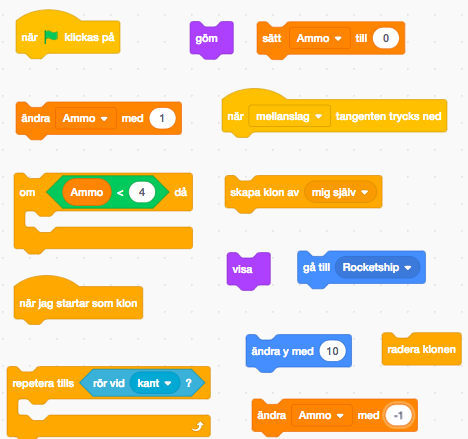 när klickas på
göm
sätt Ammo till 0
ändra Ammo med 1
när mellanslag tangenten trycks ned
om Ammo < 4 då
skapa klon av mig själv
visa
gå till Rocketship
när jag startar som klon
ändra y med 10
radera klonen
repetera tills rör vid kant ?
ändra Ammo med -1